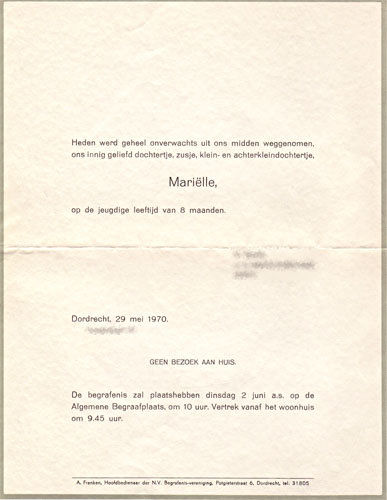 Heden werd geheel onverwachts uit ons midden weggenomen,
ons innig geliefd dochtertje, zusje, klein- en achterkleindochtertje,
Mariëlle,
op de jeugdige leeftijd van 8 maanden.
Dordrecht, 29 mei 1970.
GEEN BEZOEK AAN HUIS.
De begrafenis zal plaatshebben dinsdag 2 juni a.s. op de
Algemene Begraafplaats, om 10 uur. Vertrek vanaf het woonhuis
om 9.45 uur.
A. Franken, Hoofdbedienaar der N.V. Begrafenis-vereniging, Potgieterstraat 6, Dordrecht, tel. 31805